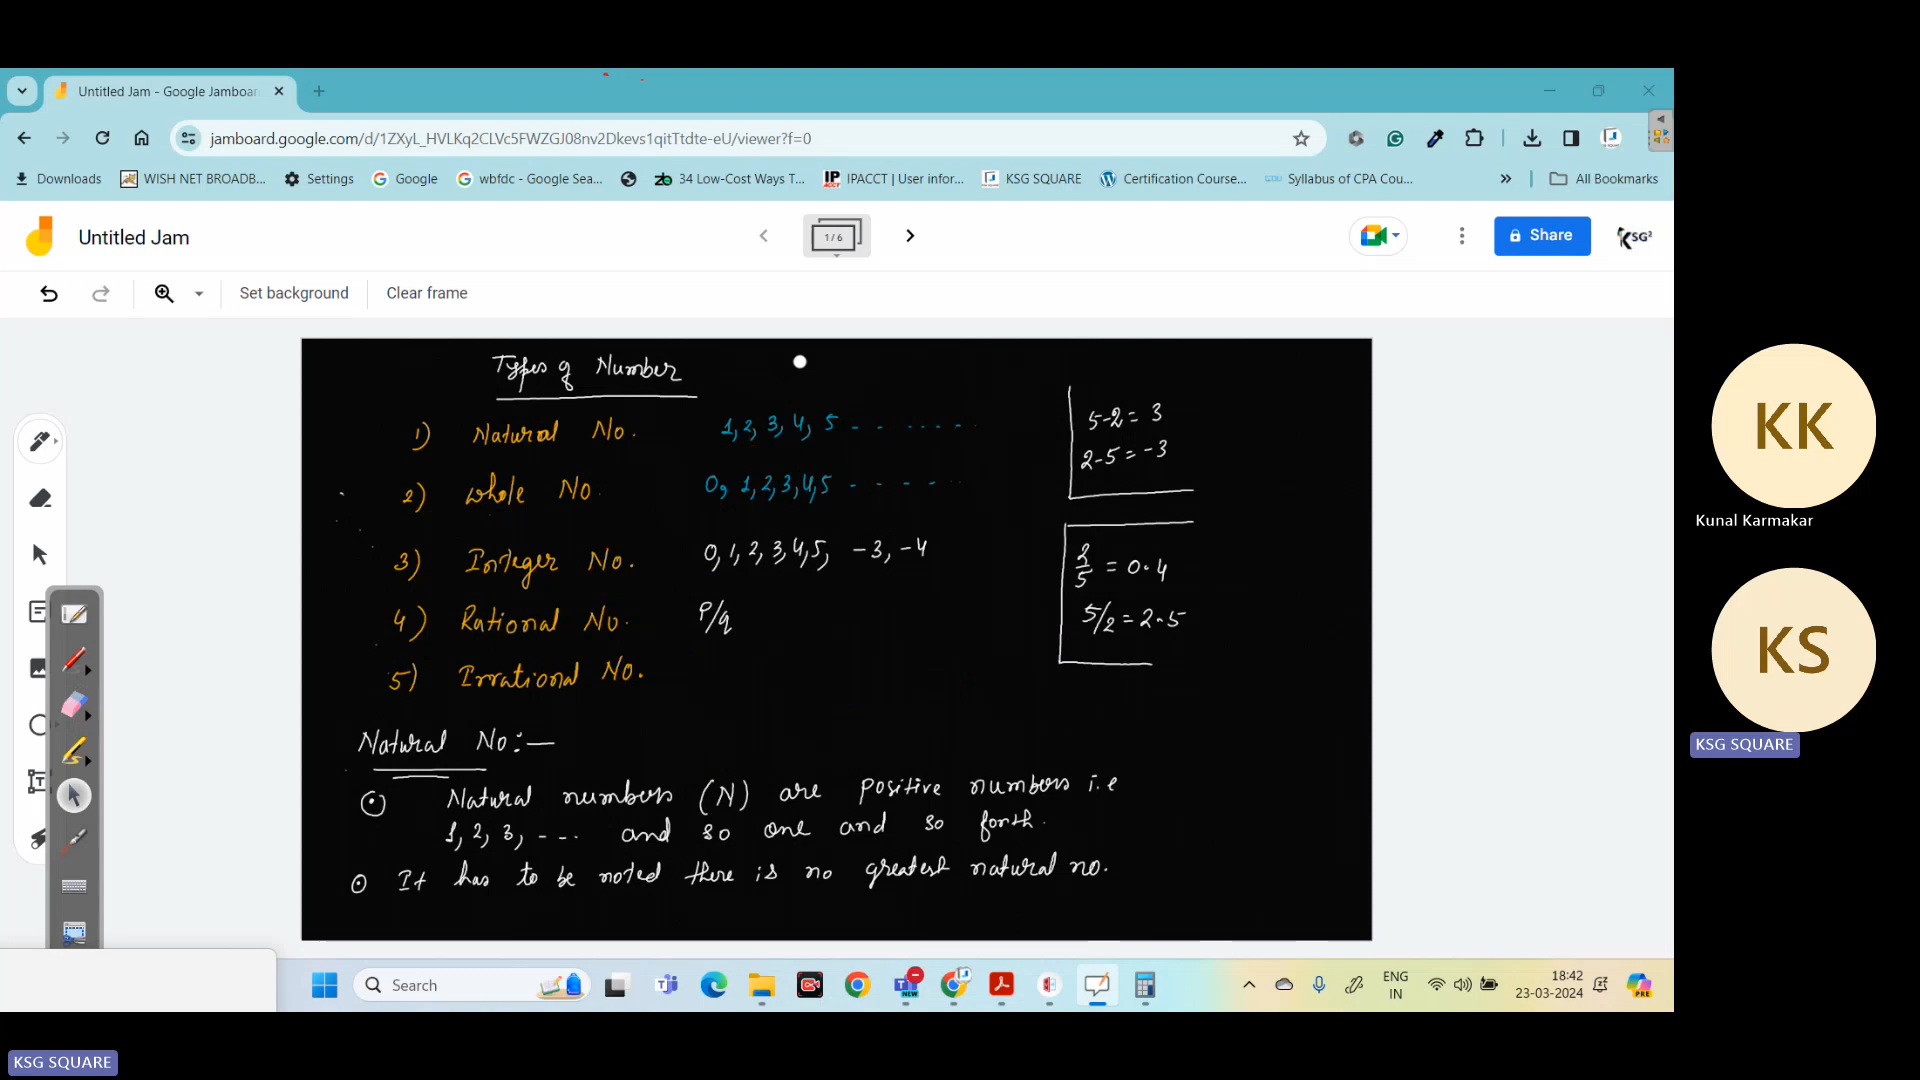 Untitled Jam - Google Jamboar
jamboard.google.com/d/1ZXyL_HVLKq2CLVc5FWZGJ08nv2Dkevs1qitTtdte-eU/viewer?f=0
Downloads WISH NET BROADB... Settings Google wbfdc - Google Sea... 34 Low-Cost Ways T... IPACCT | User infor... KSG SQUARE Certification Course... Syllabus of CPA Cou... » All Bookmarks
Untitled Jam
1 / 6
Share
KSG²
Set background Clear frame
Types of Number
1) Natural No. 1, 2, 3, 4, 5 - - - - - - -
2) Whole No. 0, 1, 2, 3, 4, 5 - - - - -
3) Integer No. 0, 1, 2, 3, 4, 5, -3, -4
4) Rational No. P/q
5) Irrational No.
5-2 = 3
2-5 = -3
2/5 = 0.4
5/2 = 2.5
Natural No:—
Natural numbers (N) are positive numbers i.e
1, 2, 3, - - - and so one and so forth.
It has to be noted there is no greatest natural no.
KK
Kunal Karmakar
KS
KSG SQUARE
Search
ENG
IN
18:42
23-03-2024
KSG SQUARE